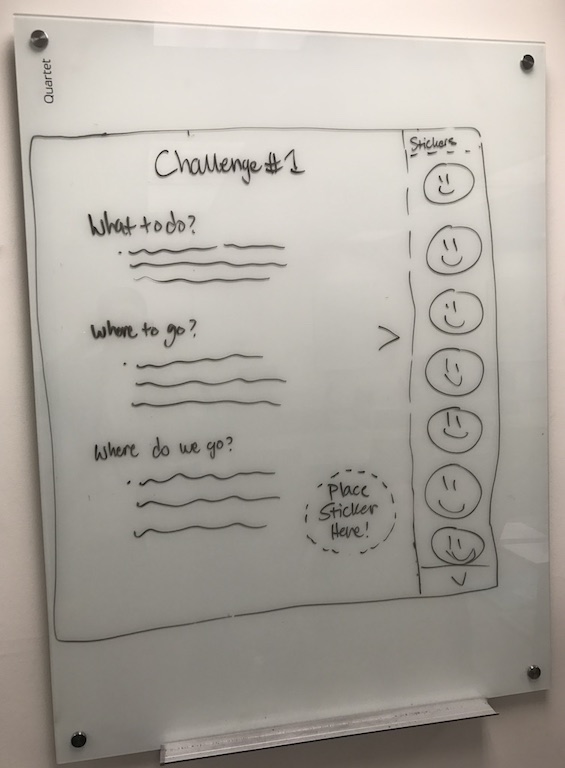 Quartet
Challenge #1
Stickers
What to do?
Where to go?
Where do we go?
Place
Sticker
Here!